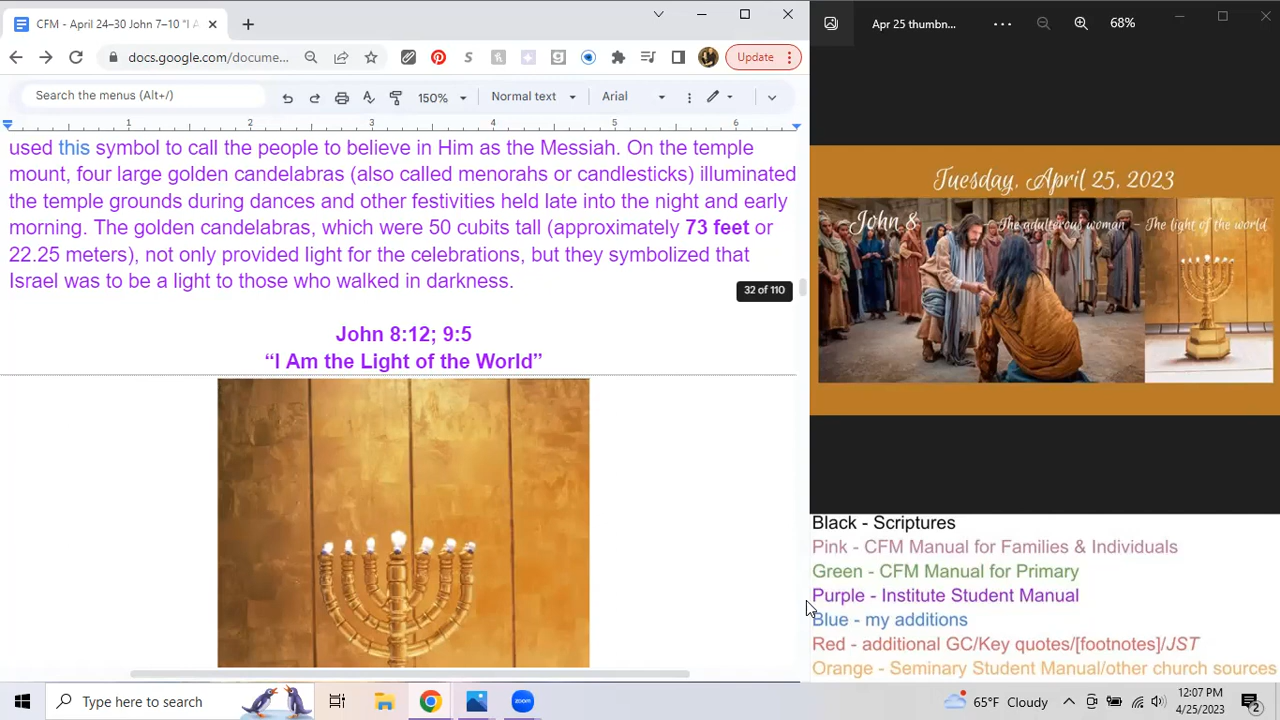 CFM - April 24–30 John 7–10 "I A
docs.google.com/docume...
Update
Search the menus (Alt+/)
150%
Normal text
Arial
1 2 3 4 5 6
used this symbol to call the people to believe in Him as the Messiah. On the temple
mount, four large golden candelabras (also called menorahs or candlesticks) illuminated
the temple grounds during dances and other festivities held late into the night and early
morning. The golden candelabras, which were 50 cubits tall (approximately 73 feet or
22.25 meters), not only provided light for the celebrations, but they symbolized that
Israel was to be a light to those who walked in darkness.
32 of 110
John 8:12; 9:5
“I Am the Light of the World”
Apr 25 thumbn...
68%
Tuesday, April 25, 2023
John 8 - The adulterous woman - The light of the world
Black - Scriptures
Pink - CFM Manual for Families & Individuals
Green - CFM Manual for Primary
Purple - Institute Student Manual
Blue - my additions
Red - additional GC/Key quotes/[footnotes]/JST
Orange - Seminary Student Manual/other church sources
Type here to search
65°F Cloudy
12:07 PM
4/25/2023
2